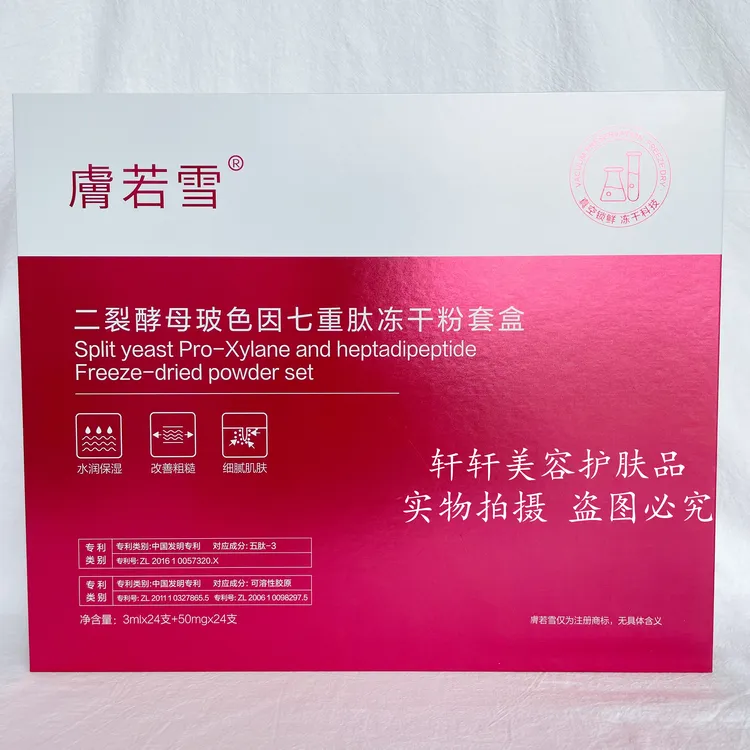 膚若雪®
真空锁鲜 冻干科技
二裂酵母玻色因七重肽冻干粉套盒
Split yeast Pro-Xylane and heptadipeptide
Freeze-dried powder set
水润保湿 改善粗糙 细腻肌肤
轩轩美容护肤品
实物拍摄 盗图必究
专利类别 专利类别:中国发明专利 对应成分:五肽-3
专利号: ZL 2016 1 0057320.X
专利类别 专利类别:中国发明专利 对应成分:可溶性胶原
专利号: ZL 2011 1 0327865.5 专利号: ZL 2006 1 0098297.5
净含量: 3mlx24支+50mgx24支
膚若雪仅为注册商标，无具体含义